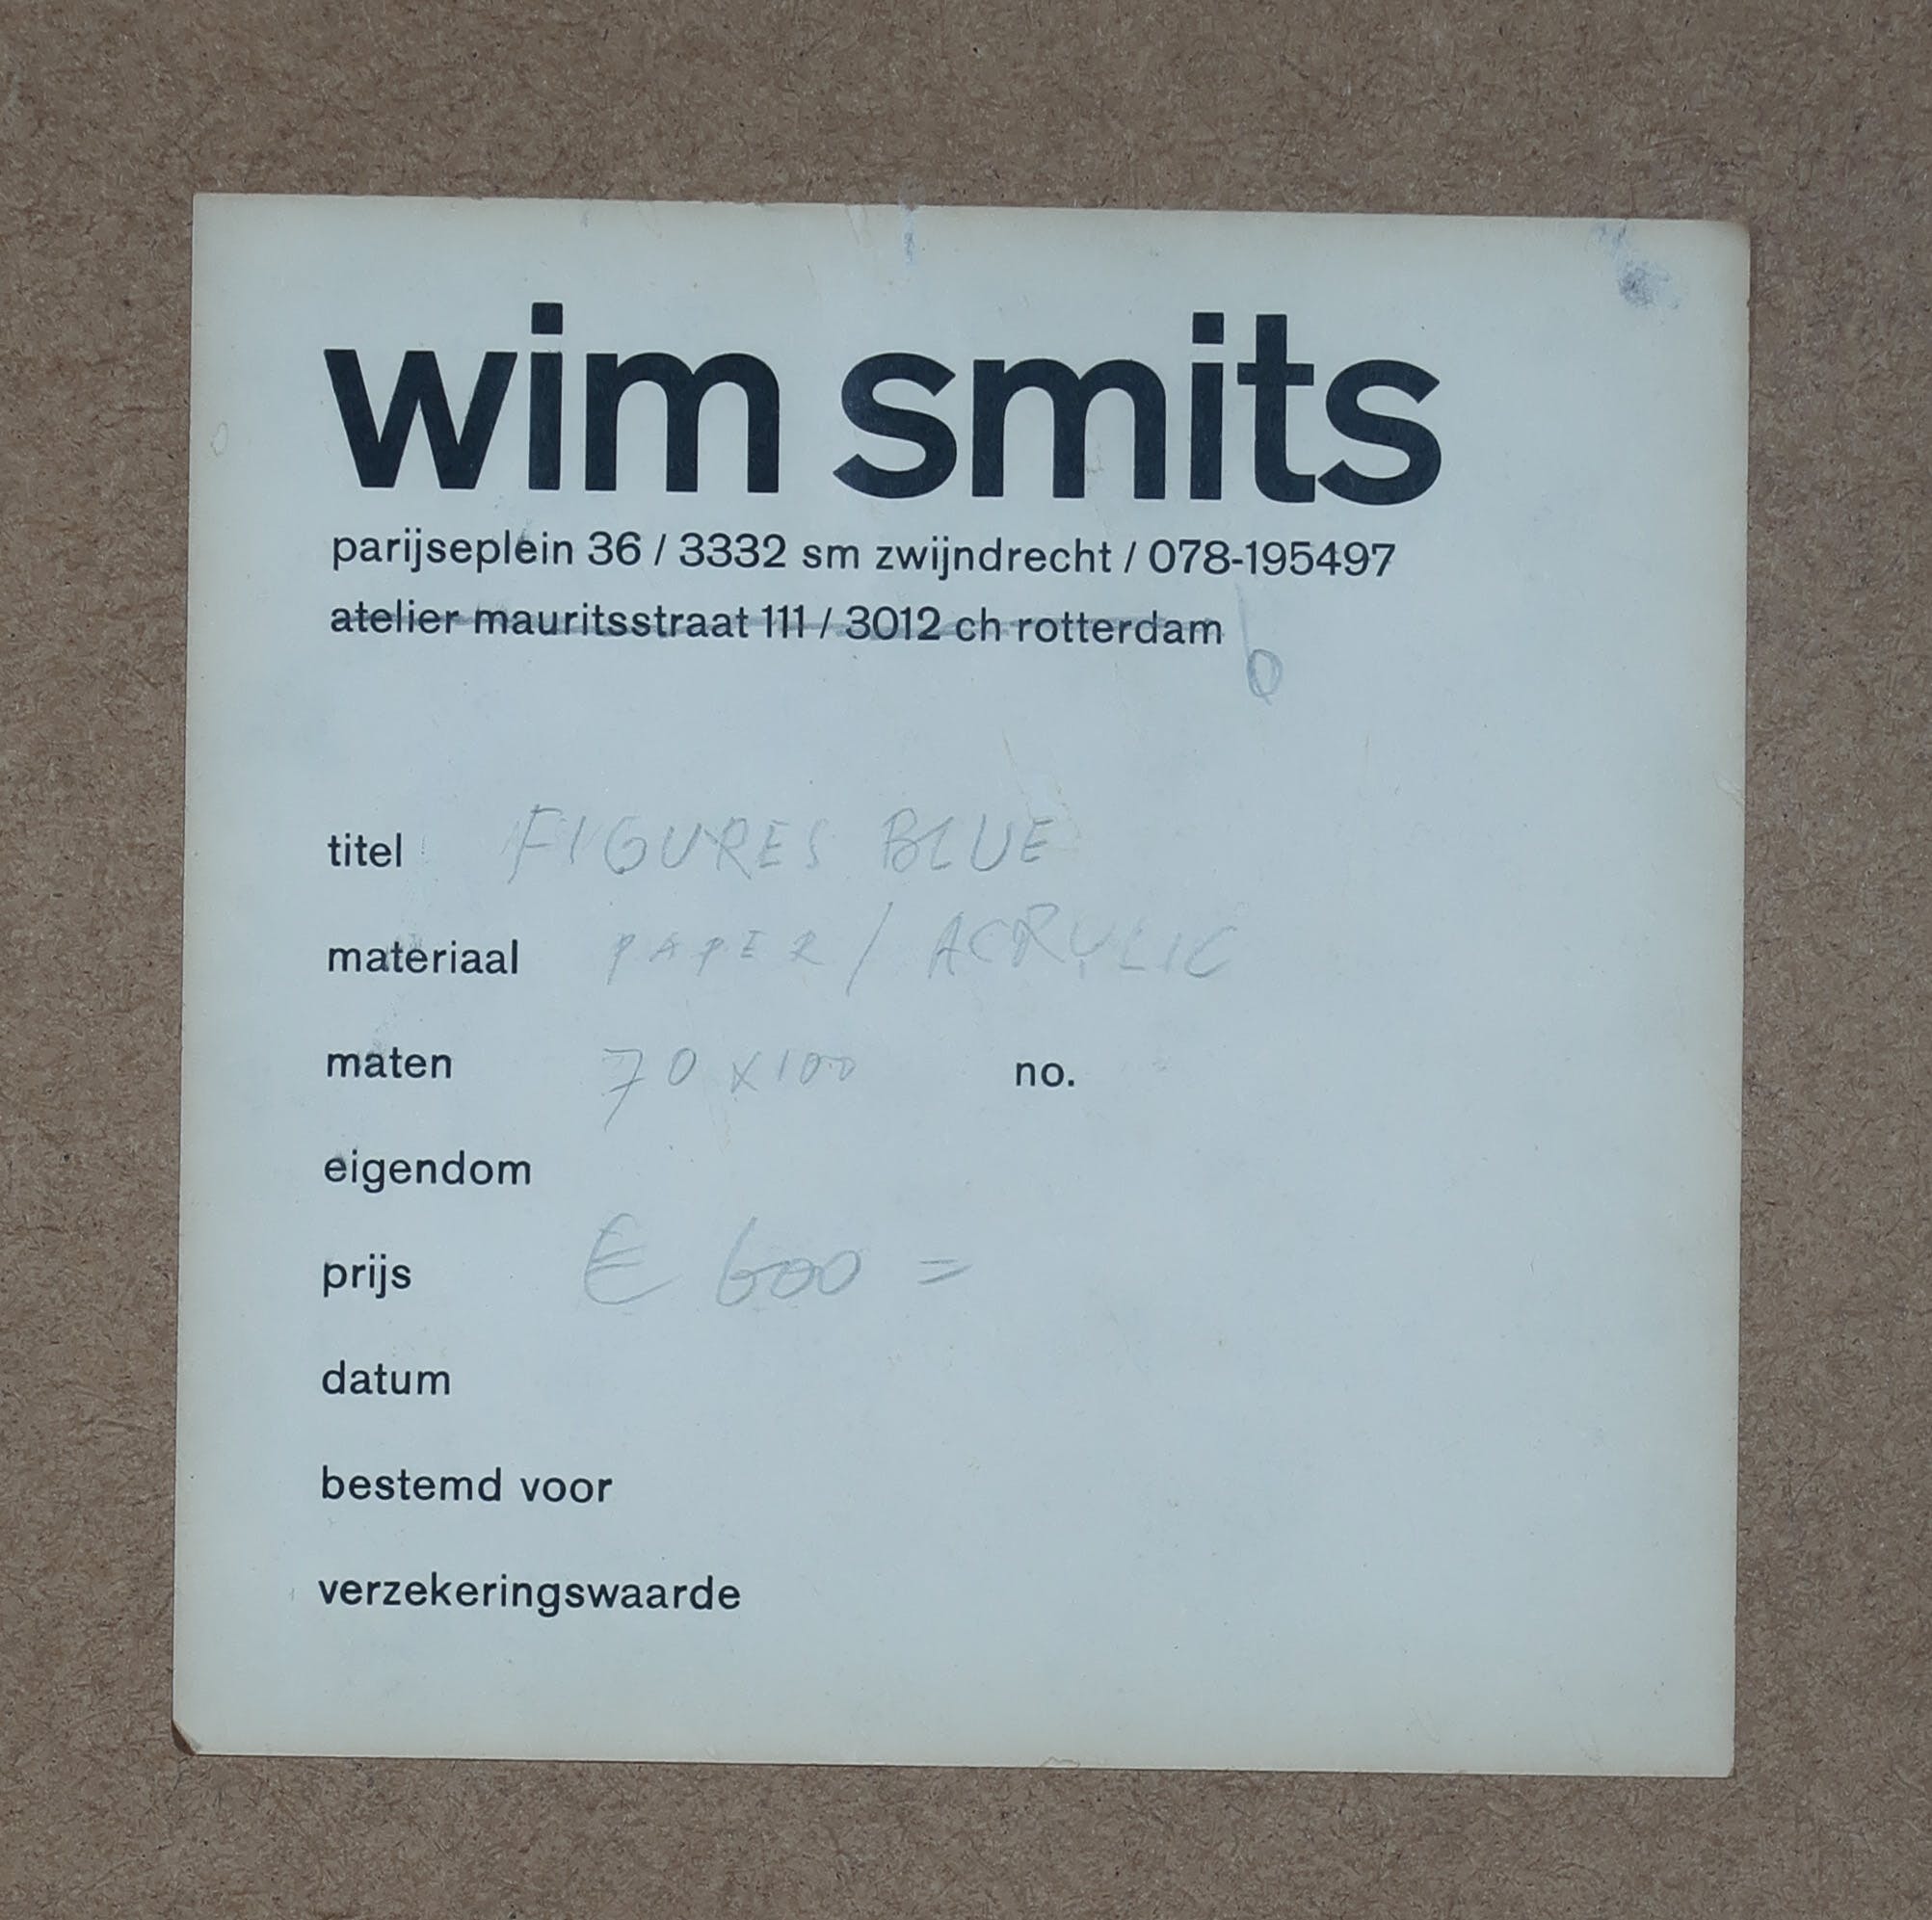 wim smits
parijseplein 36 / 3332 sm zwijndrecht / 078-195497
atelier mauritsstraat 111 / 3012 ch rotterdam
titel FIGURES BLUE
materiaal PAPER / ACRYLIC
maten 70 x 100 no.
eigendom
prijs € 600 =
datum
bestemd voor
verzekeringswaarde